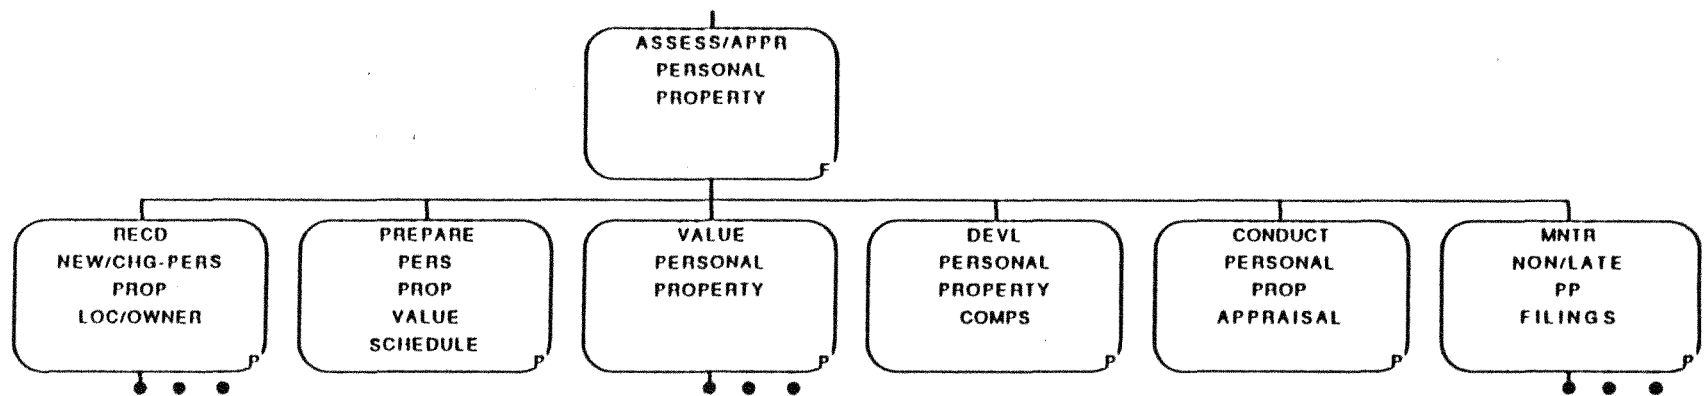 ASSESS/APPR
PERSONAL
PROPERTY
F
RECD
NEW/CHG-PERS
PROP
LOC/OWNER
P
PREPARE
PERS
PROP
VALUE
SCHEDULE
P
VALUE
PERSONAL
PROPERTY
P
DEVL
PERSONAL
PROPERTY
COMPS
P
CONDUCT
PERSONAL
PROP
APPRAISAL
P
MNTR
NON/LATE
PP
FILINGS
P